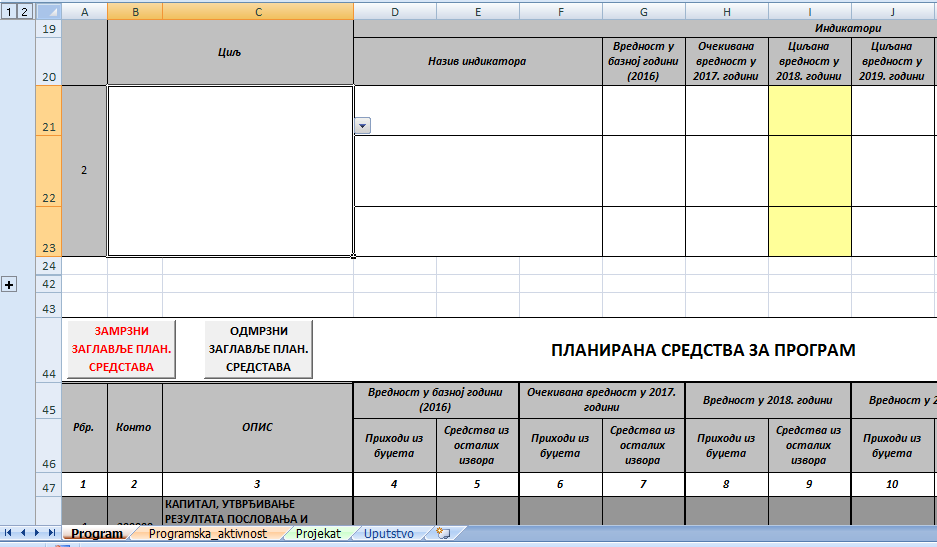 1 2 A B C D E F G H I J
19 Индикатори
20 Циљ Назив индикатора Вредност у базној години (2016) Очекивана вредност у 2017. години Циљана вредност у 2018. години Циљана вредност у 2019. години
21
2
22
23
24
42
43
44 ЗАМРЗНИ ЗАГЛАВЉЕ ПЛАН. СРЕДСТАВА ОДМРЗНИ ЗАГЛАВЉЕ ПЛАН. СРЕДСТАВА ПЛАНИРАНА СРЕДСТВА ЗА ПРОГРАМ
45 Вредност у базној години (2016) Очекивана вредност у 2017. години Вредност у 2018. години Вредност у 2
46 Рбр. Конто ОПИС Приходи из буџета Средства из осталих извора Приходи из буџета Средства из осталих извора Приходи из буџета Средства из осталих извора Приходи из буџета
47 1 2 3 4 5 6 7 8 9 10
КАПИТАЛ, УТВРЂИВАЊЕ
РЕЗУЛТАТА ПОСЛОВАЊА И
Program Programska_aktivnost Projekat Uputstvo